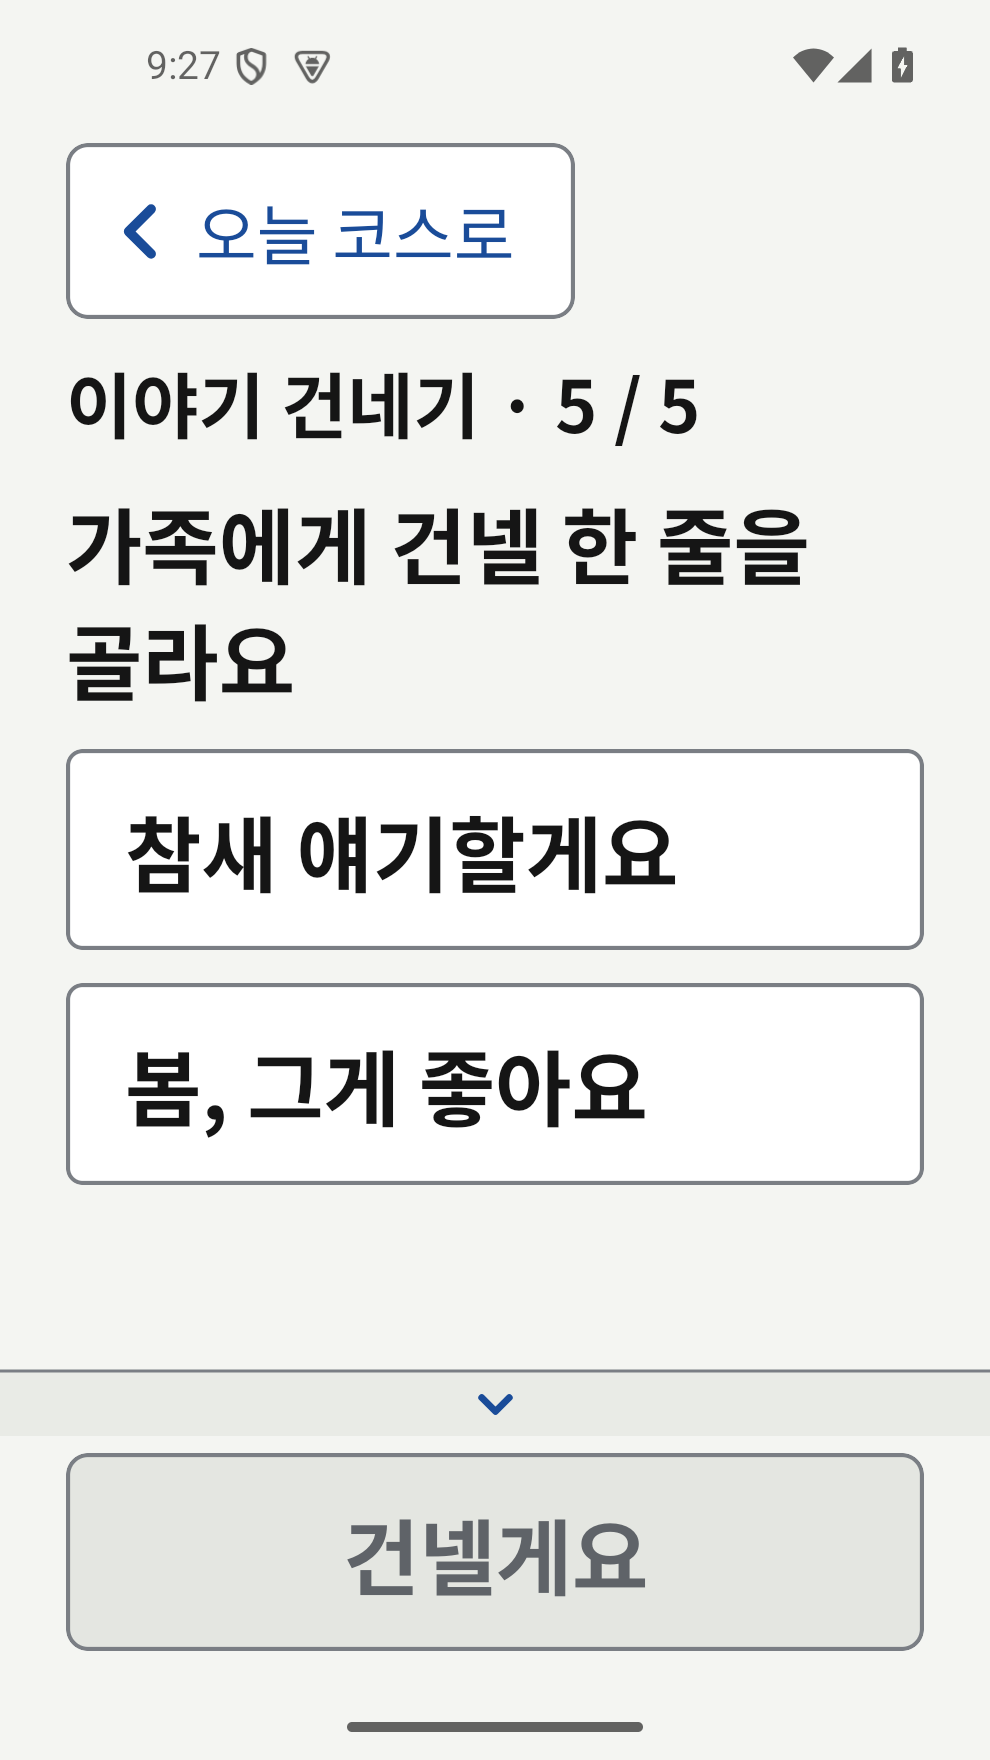 9:27
오늘 코스로
이야기 건네기 · 5 / 5
가족에게 건넬 한 줄을
골라요
참새 얘기할게요
봄, 그게 좋아요
건넬게요